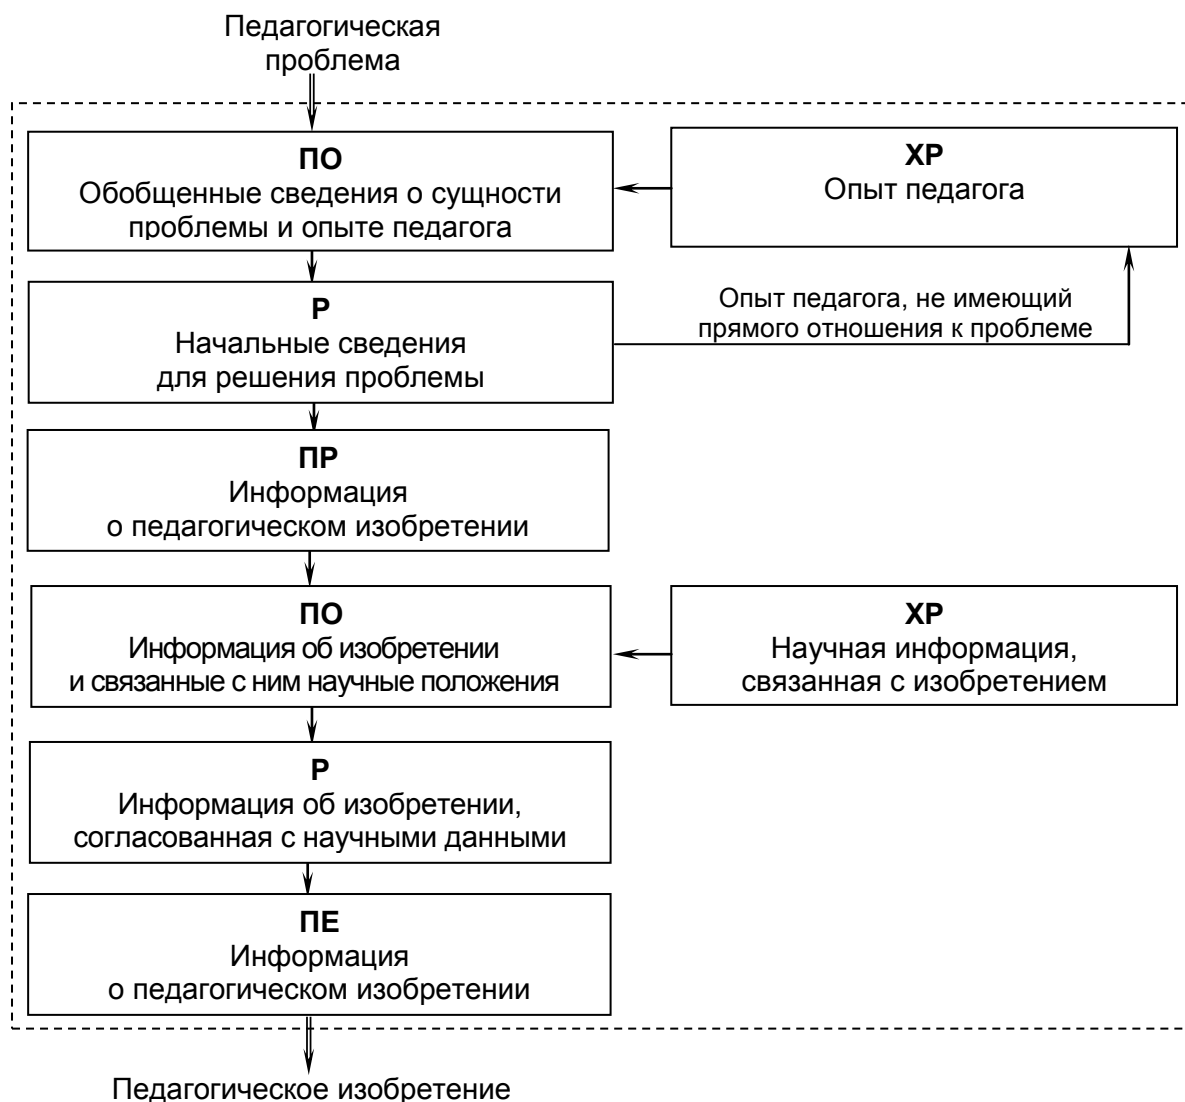 Педагогическая
проблема
ПО
Обобщенные сведения о сущности
проблемы и опыте педагога
ХР
Опыт педагога
Р
Начальные сведения
для решения проблемы
Опыт педагога, не имеющий
прямого отношения к проблеме
ПР
Информация
о педагогическом изобретении
ПО
Информация об изобретении
и связанные с ним научные положения
ХР
Научная информация,
связанная с изобретением
Р
Информация об изобретении,
согласованная с научными данными
ПЕ
Информация
о педагогическом изобретении
Педагогическое изобретение